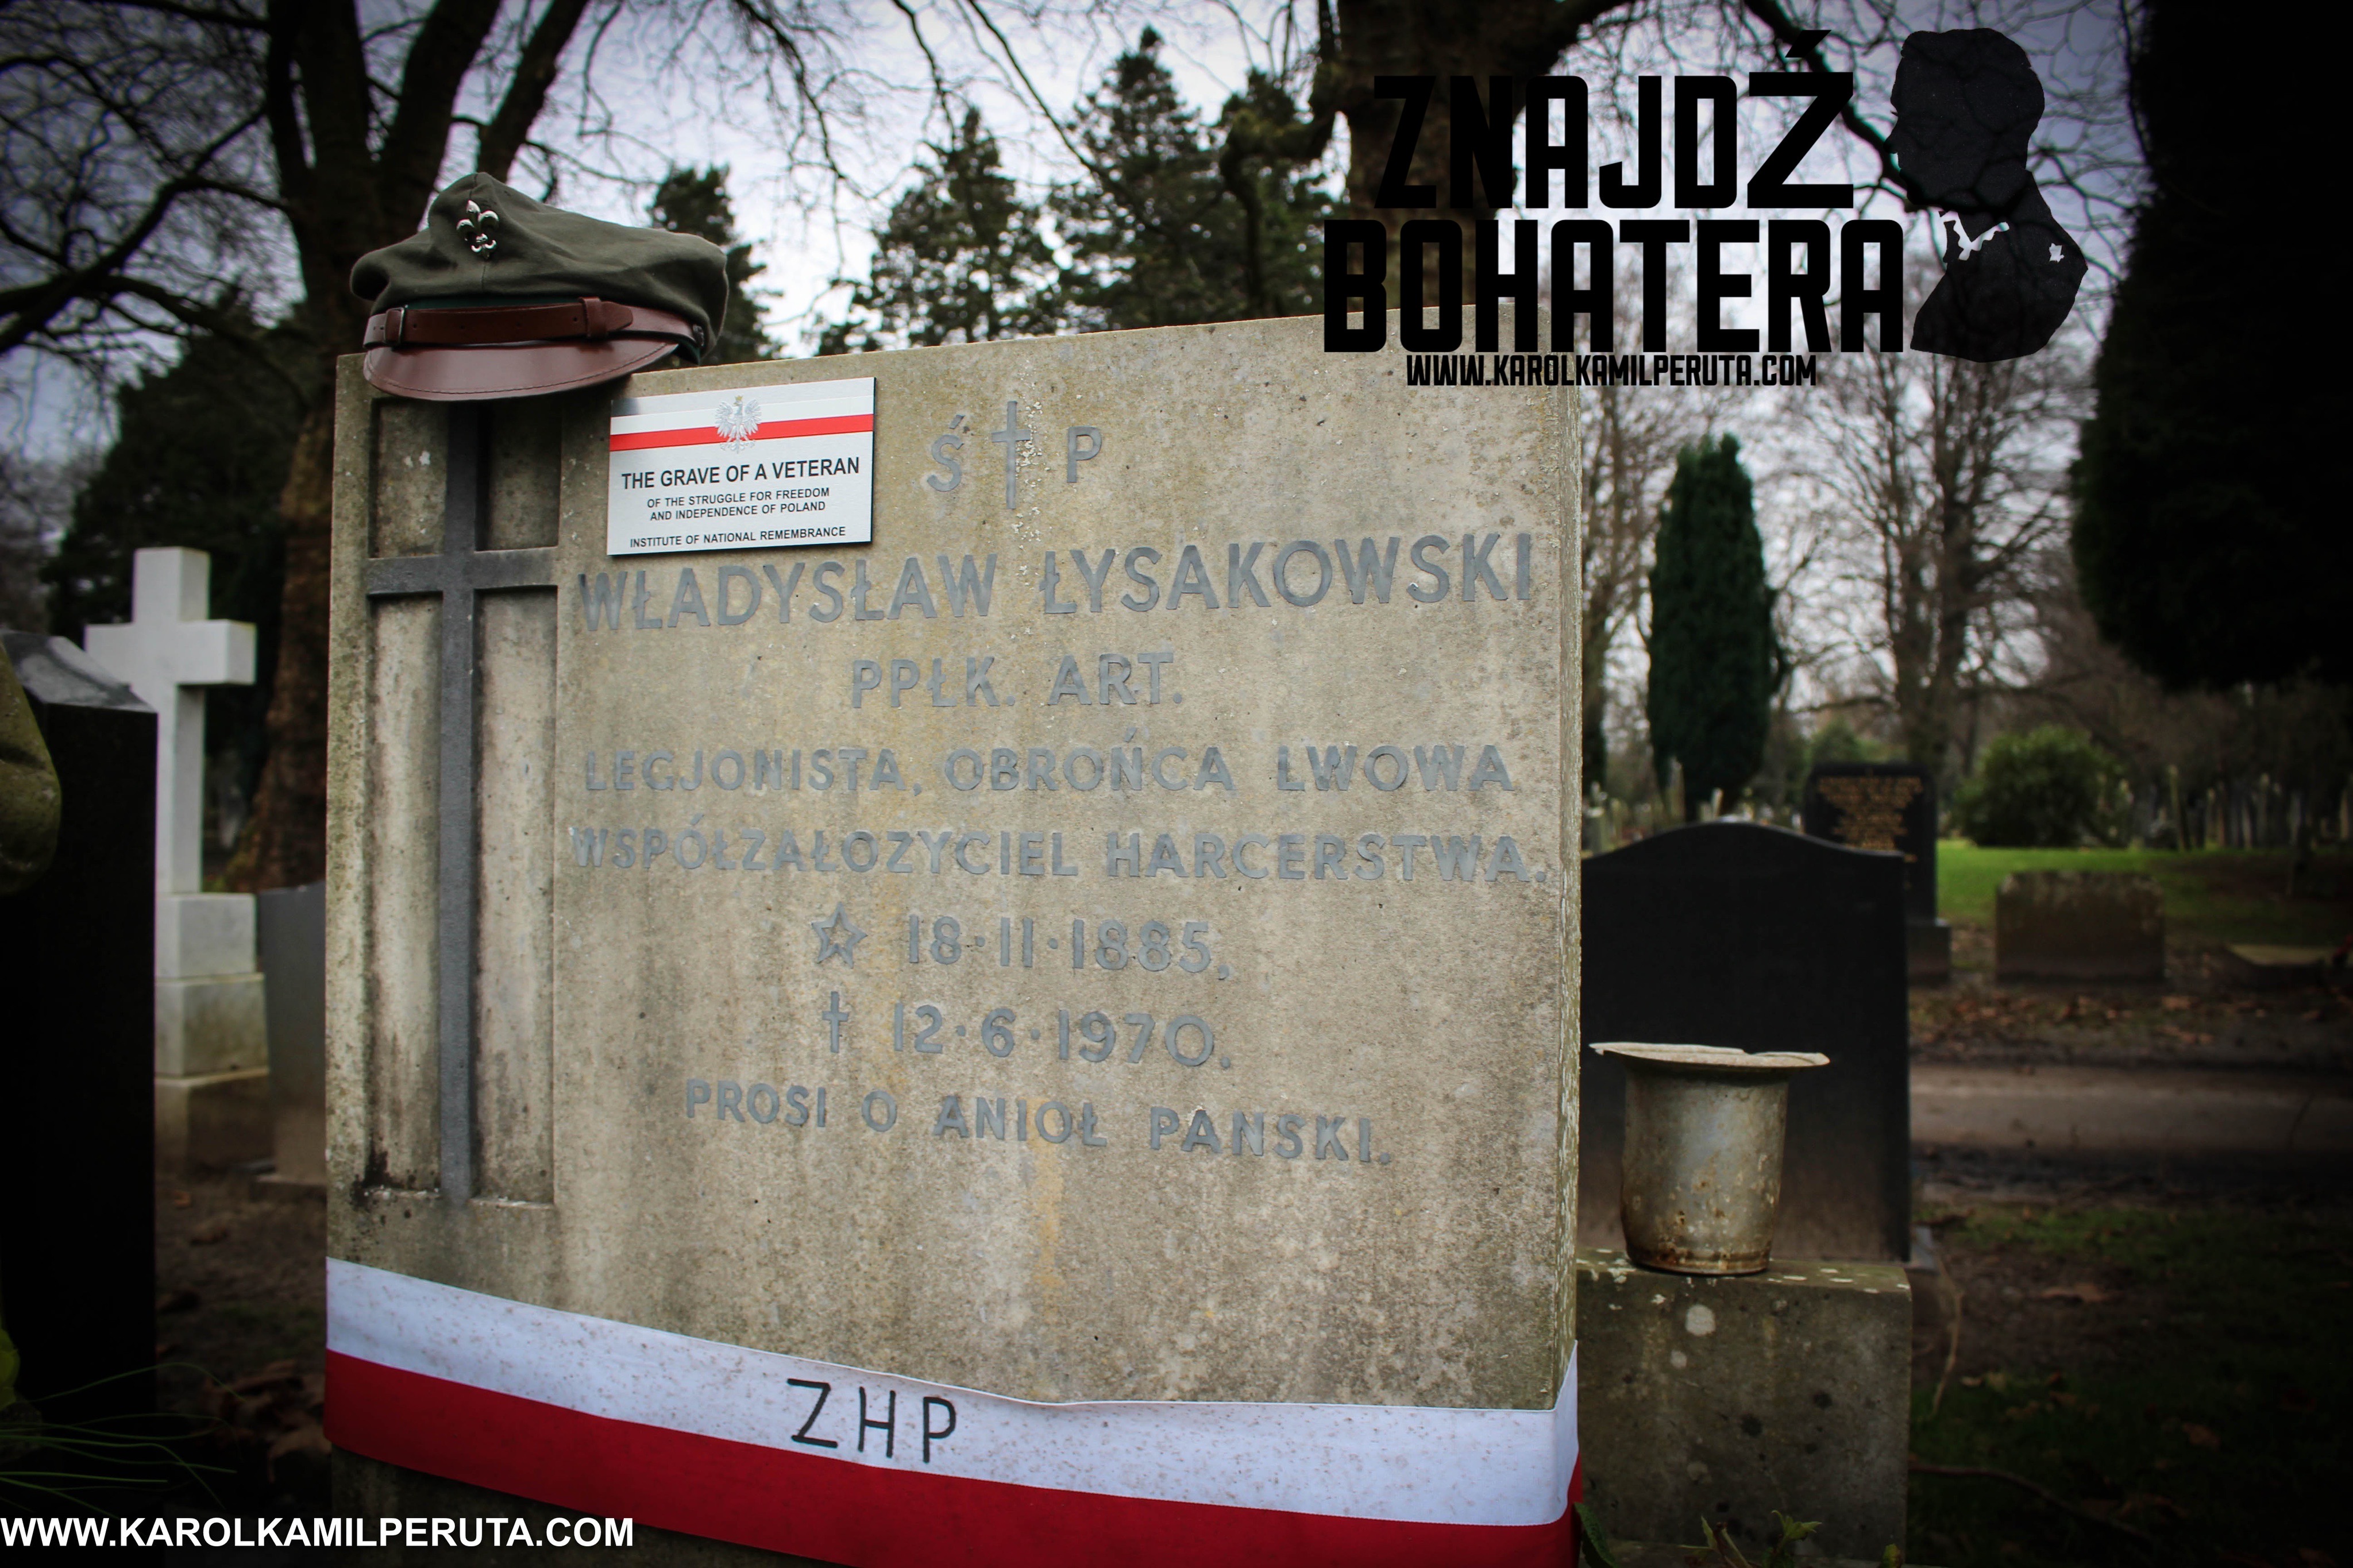 ZNAJDŹ
BOHATERA
WWW.KAROLKAMILPERUTA.COM
THE GRAVE OF A VETERAN
OF THE STRUGGLE FOR FREEDOM
AND INDEPENDENCE OF POLAND
INSTITUTE OF NATIONAL REMEMBRANCE
Ś † P
WŁADYSŁAW ŁYSAKOWSKI
PPŁK. ART.
LEGJONISTA, OBROŃCA LWOWA
WSPÓŁZAŁOZYCIEL HARCERSTWA.
☆ 18·11·1885,
† 12·6·1970.
PROSI O ANIOŁ PANSKI.
ZHP
WWW.KAROLKAMILPERUTA.COM